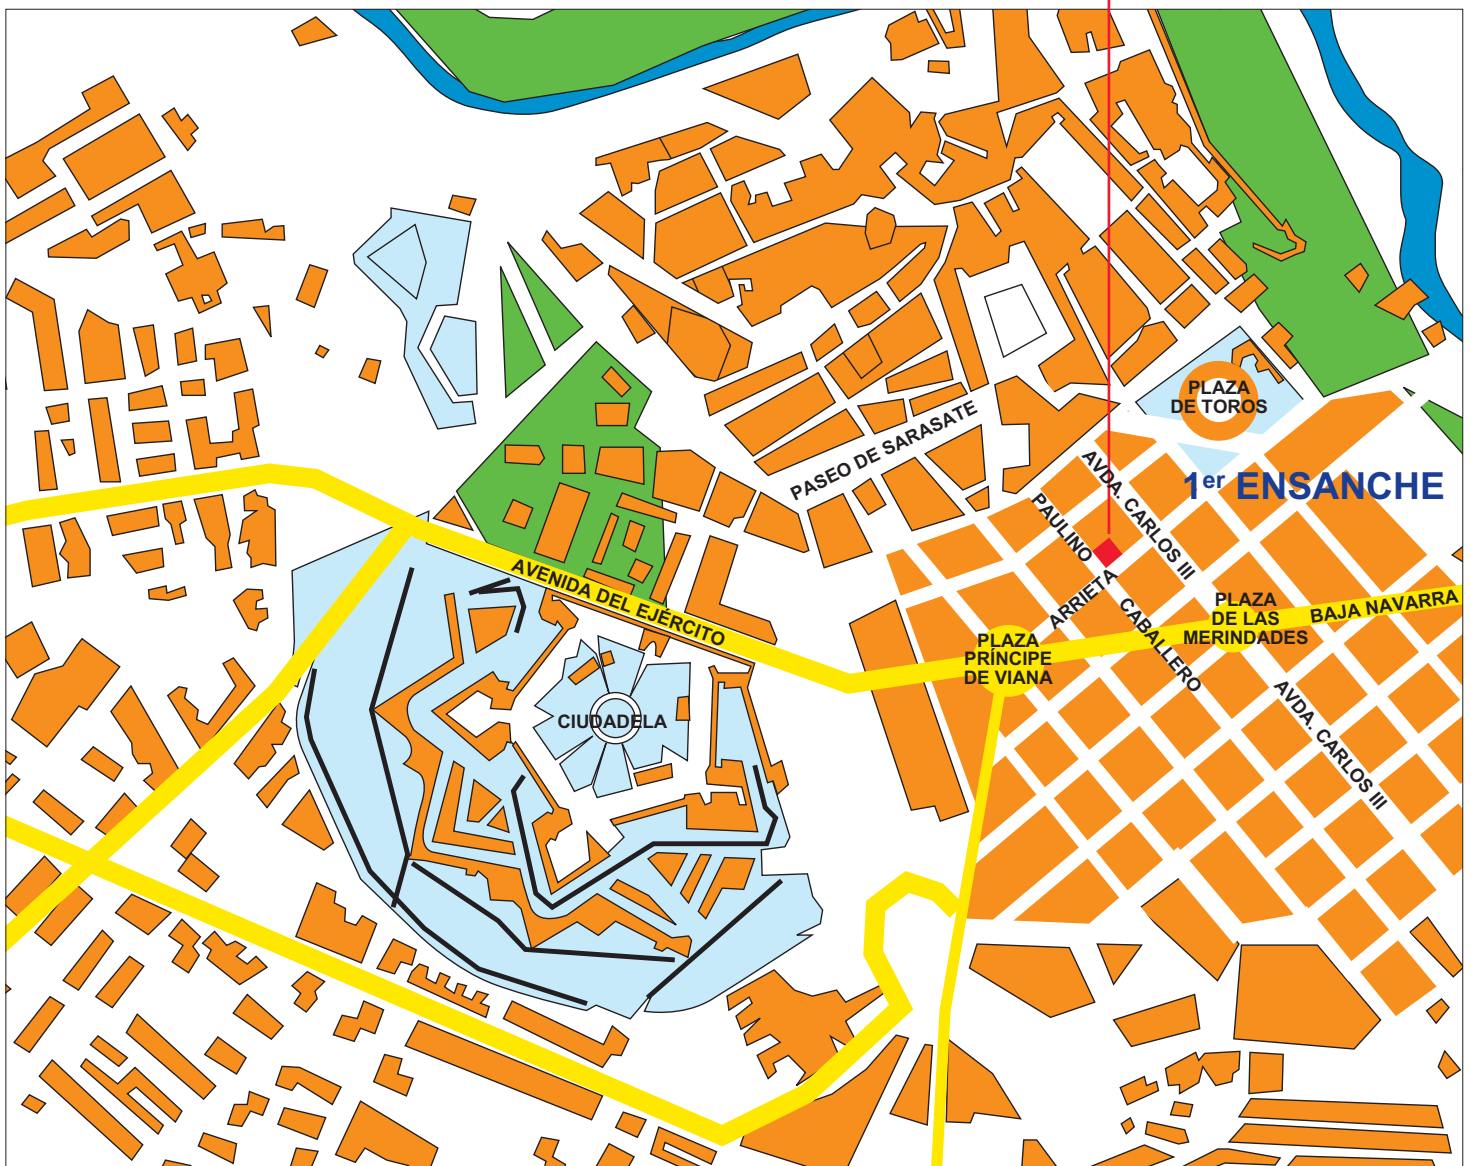 PLAZA
DE TOROS
PASEO DE SARASATE
1er ENSANCHE
AVDA. CARLOS III
PAULINO
CABALLERO
ARRIETA
AVENIDA DEL EJÉRCITO
PLAZA
DE LAS
MERINDADES
BAJA NAVARRA
PLAZA
PRÍNCIPE
DE VIANA
CIUDADELA
AVDA. CARLOS III